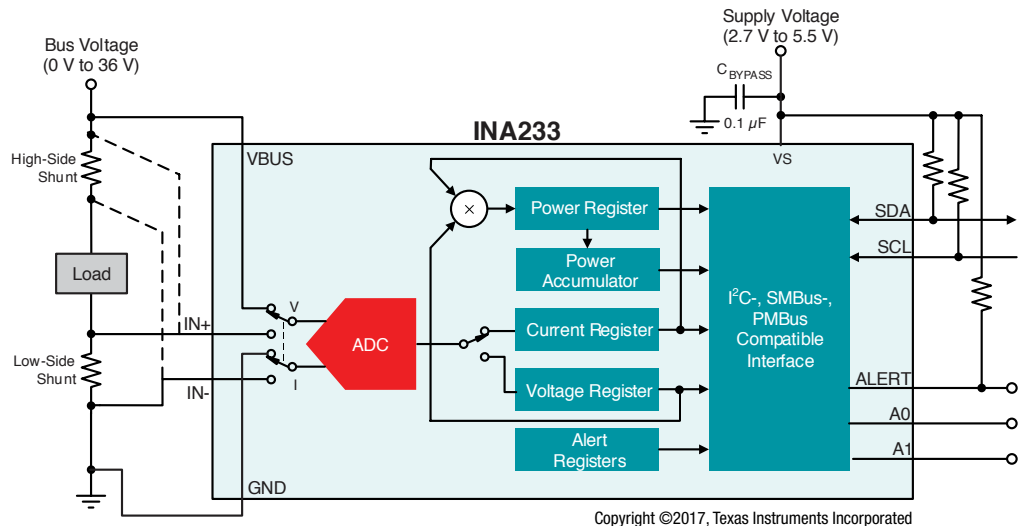 Supply Voltage
(2.7 V to 5.5 V)
Bus Voltage
(0 V to 36 V)
CBYPASS
0.1 µF
INA233
VBUS
VS
High-Side
Shunt
Power Register
SDA
SCL
Power
Accumulator
Load
I²C-, SMBus-,
PMBus
Compatible
Interface
V
IN+
ADC
Current Register
Low-Side
Shunt
I
IN-
Voltage Register
ALERT
A0
Alert
Registers
A1
GND
Copyright ©2017, Texas Instruments Incorporated
×